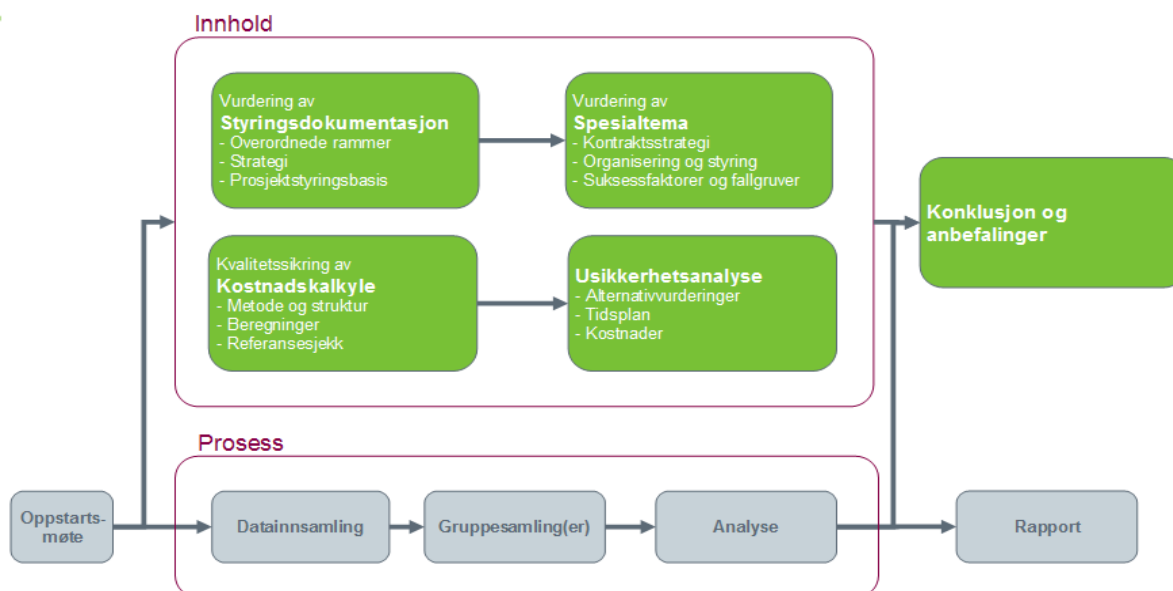 Innhold
Vurdering av
Styringsdokumentasjon
- Overordnede rammer
- Strategi
- Prosjektstyringsbasis
Vurdering av
Spesialtema
- Kontraktsstrategi
- Organisering og styring
- Suksessfaktorer og fallgruver
Konklusjon og
anbefalinger
Kvalitetssikring av
Kostnadskalkyle
- Metode og struktur
- Beregninger
- Referansesjekk
Usikkerhetsanalyse
- Alternativvurderinger
- Tidsplan
- Kostnader
Prosess
Oppstarts-
møte
Datainnsamling
Gruppesamling(er)
Analyse
Rapport